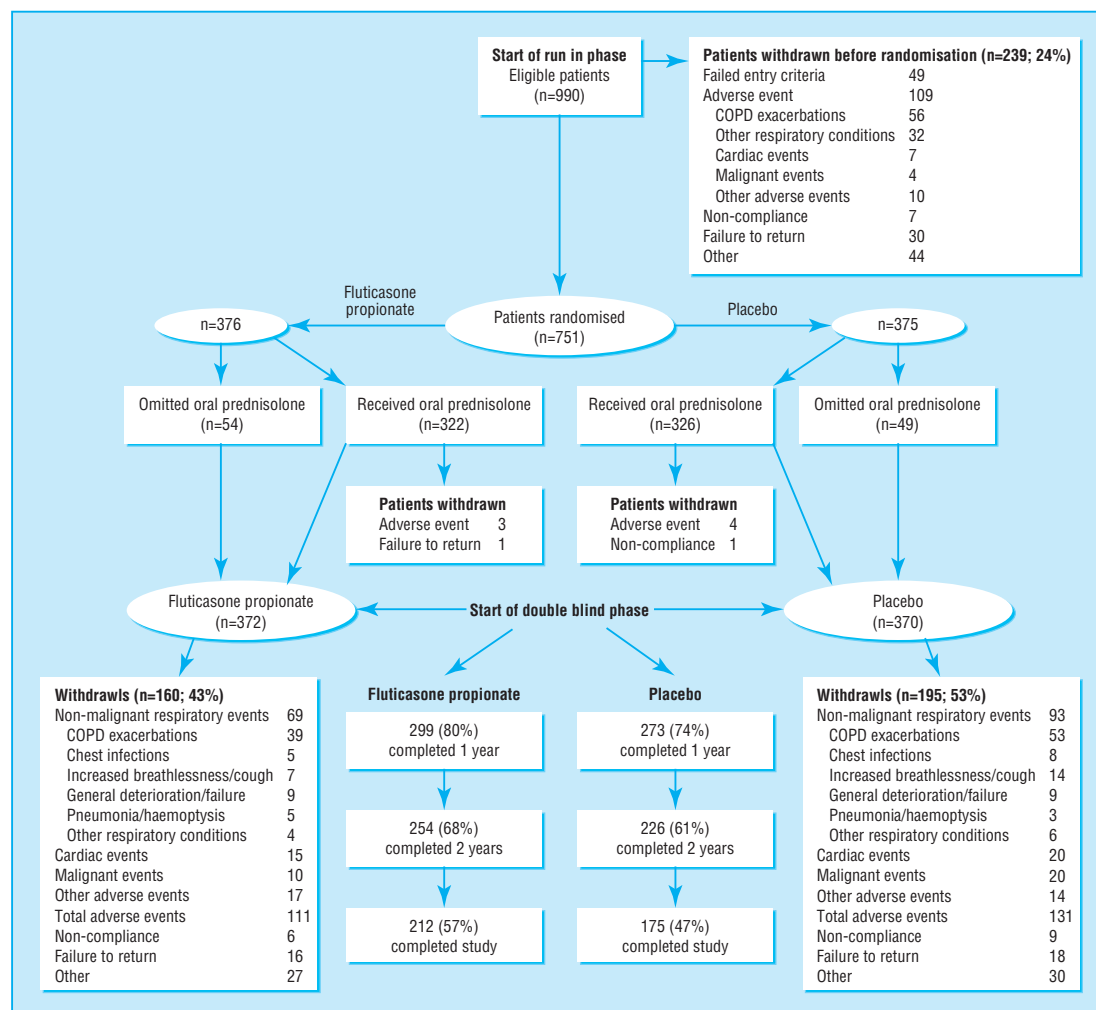 Start of run in phase
Eligible patients
(n=990)
Patients withdrawn before randomisation (n=239; 24%)
Failed entry criteria 49
Adverse event 109
COPD exacerbations 56
Other respiratory conditions 32
Cardiac events 7
Malignant events 4
Other adverse events 10
Non-compliance 7
Failure to return 30
Other 44
Fluticasone
propionate
Placebo
n=376
Patients randomised
(n=751)
n=375
Omitted oral prednisolone
(n=54)
Received oral prednisolone
(n=322)
Received oral prednisolone
(n=326)
Omitted oral prednisolone
(n=49)
Patients withdrawn
Adverse event 3
Failure to return 1
Patients withdrawn
Adverse event 4
Non-compliance 1
Fluticasone propionate
(n=372)
Start of double blind phase
Placebo
(n=370)
Withdrawls (n=160; 43%)
Non-malignant respiratory events 69
COPD exacerbations 39
Chest infections 5
Increased breathlessness/cough 7
General deterioration/failure 9
Pneumonia/haemoptysis 5
Other respiratory conditions 4
Cardiac events 15
Malignant events 10
Other adverse events 17
Total adverse events 111
Non-compliance 6
Failure to return 16
Other 27
Fluticasone propionate
299 (80%)
completed 1 year
254 (68%)
completed 2 years
212 (57%)
completed study
Placebo
273 (74%)
completed 1 year
226 (61%)
completed 2 years
175 (47%)
completed study
Withdrawls (n=195; 53%)
Non-malignant respiratory events 93
COPD exacerbations 53
Chest infections 8
Increased breathlessness/cough 14
General deterioration/failure 9
Pneumonia/haemoptysis 3
Other respiratory conditions 6
Cardiac events 20
Malignant events 20
Other adverse events 14
Total adverse events 131
Non-compliance 9
Failure to return 18
Other 30